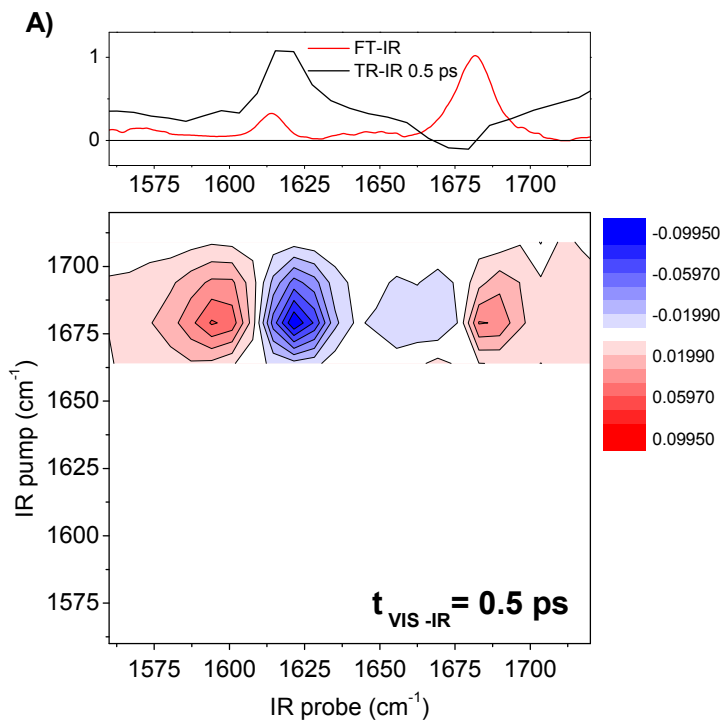 A)
FT-IR
TR-IR 0.5 ps
1
0
1575 1600 1625 1650 1675 1700
1700
1675
1650
1625
1600
1575
IR pump (cm-1)
-0.09950
-0.05970
-0.01990
0.01990
0.05970
0.09950
t VIS -IR = 0.5 ps
1575 1600 1625 1650 1675 1700
IR probe (cm-1)